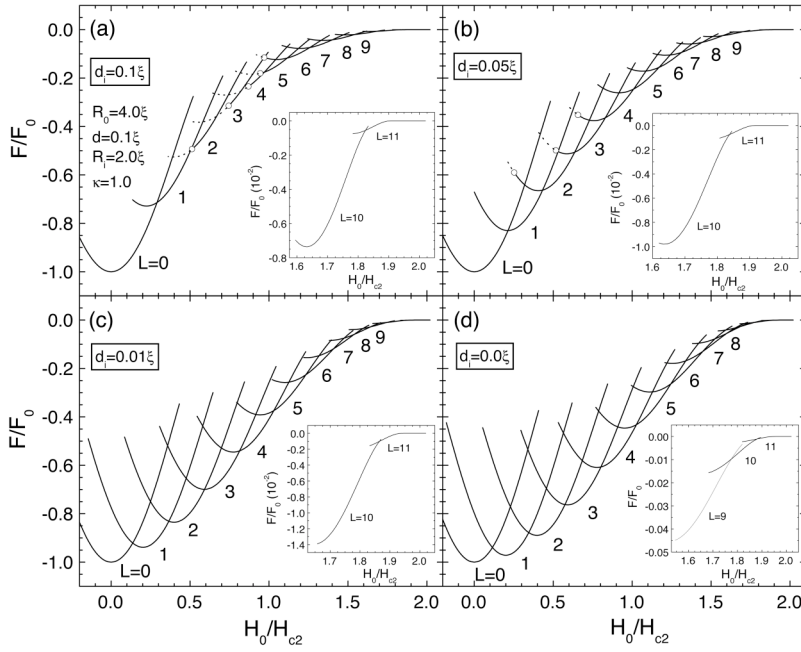 (a)
d_i=0.1ξ
R_0=4.0ξ
d=0.1ξ
R_i=2.0ξ
κ=1.0
F/F_0
0.0
-0.2
-0.4
-0.6
-0.8
-1.0
L=0
1
2
3
4
5
6
7
8
9
F/F_0 (10^-2)
0.0
-0.2
-0.4
-0.6
-0.8
L=11
L=10
1.6
1.7
1.8
1.9
2.0
H_0/H_c2
(b)
d_i=0.05ξ
L=0
1
2
3
4
5
6
7
8
9
F/F_0 (10^-2)
0.0
-0.2
-0.4
-0.6
-0.8
-1.0
L=11
L=10
1.6
1.7
1.8
1.9
2.0
H_0/H_c2
(c)
d_i=0.01ξ
F/F_0
0.0
-0.2
-0.4
-0.6
-0.8
-1.0
L=0
1
2
3
4
5
6
7
8
9
F/F_0 (10^-2)
0.0
-0.2
-0.4
-0.6
-0.8
-1.0
-1.2
-1.4
L=11
L=10
1.7
1.8
1.9
2.0
H_0/H_c2
0.0
0.5
1.0
1.5
2.0
H_0/H_c2
(d)
d_i=0.0ξ
L=0
1
2
3
4
5
6
7
8
F/F_0
0.00
-0.01
-0.02
-0.03
-0.04
-0.05
11
10
L=9
1.6
1.7
1.8
1.9
2.0
H_0/H_c2
0.0
0.5
1.0
1.5
2.0
H_0/H_c2